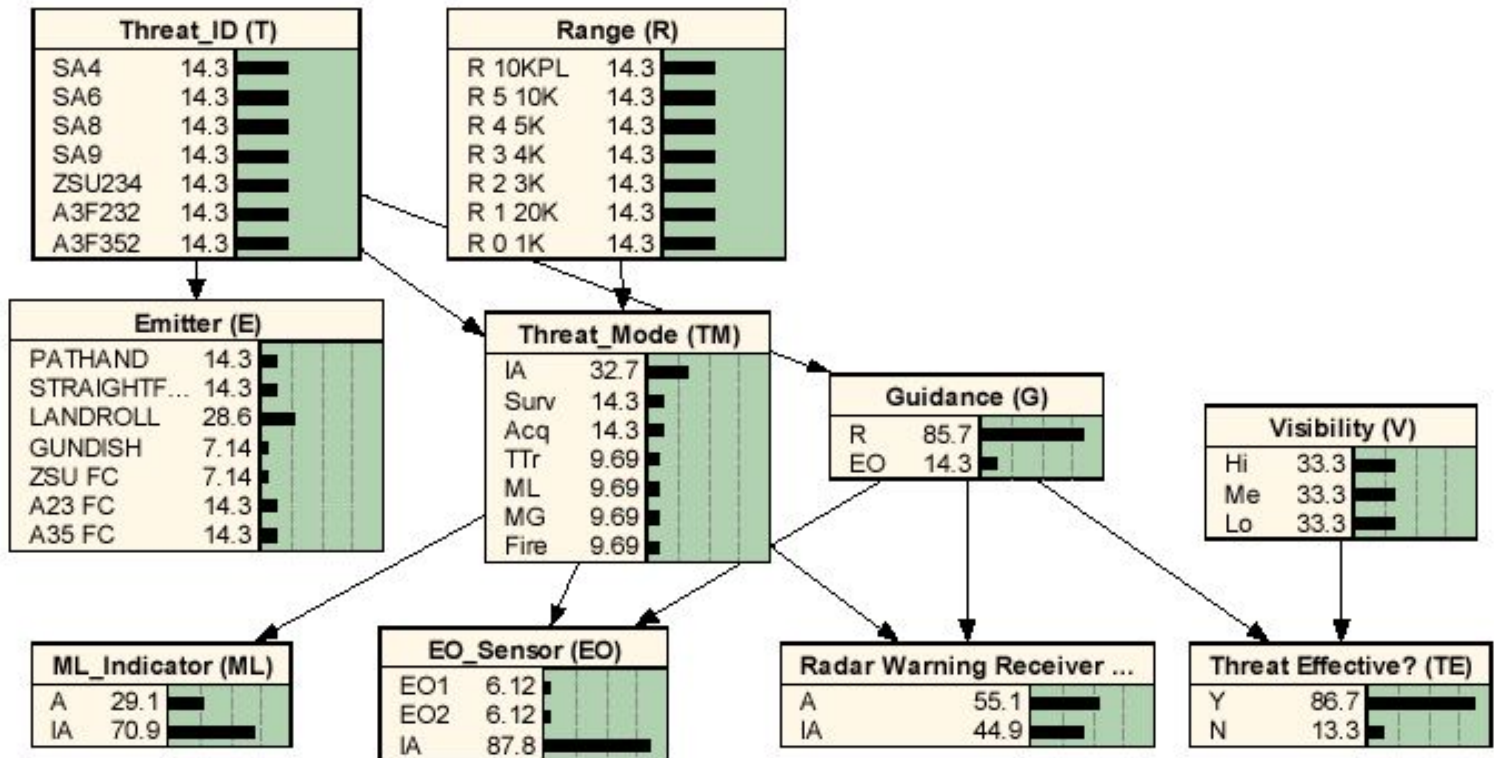 Threat_ID (T)
SA4 14.3
SA6 14.3
SA8 14.3
SA9 14.3
ZSU234 14.3
A3F232 14.3
A3F352 14.3
Range (R)
R 10KPL 14.3
R 5 10K 14.3
R 4 5K 14.3
R 3 4K 14.3
R 2 3K 14.3
R 1 20K 14.3
R 0 1K 14.3
Emitter (E)
PATHAND 14.3
STRAIGHTF... 14.3
LANDROLL 28.6
GUNDISH 7.14
ZSU FC 7.14
A23 FC 14.3
A35 FC 14.3
Threat_Mode (TM)
IA 32.7
Surv 14.3
Acq 14.3
TTr 9.69
ML 9.69
MG 9.69
Fire 9.69
Guidance (G)
R 85.7
EO 14.3
Visibility (V)
Hi 33.3
Me 33.3
Lo 33.3
ML_Indicator (ML)
A 29.1
IA 70.9
EO_Sensor (EO)
EO1 6.12
EO2 6.12
IA 87.8
Radar Warning Receiver ...
A 55.1
IA 44.9
Threat Effective? (TE)
Y 86.7
N 13.3